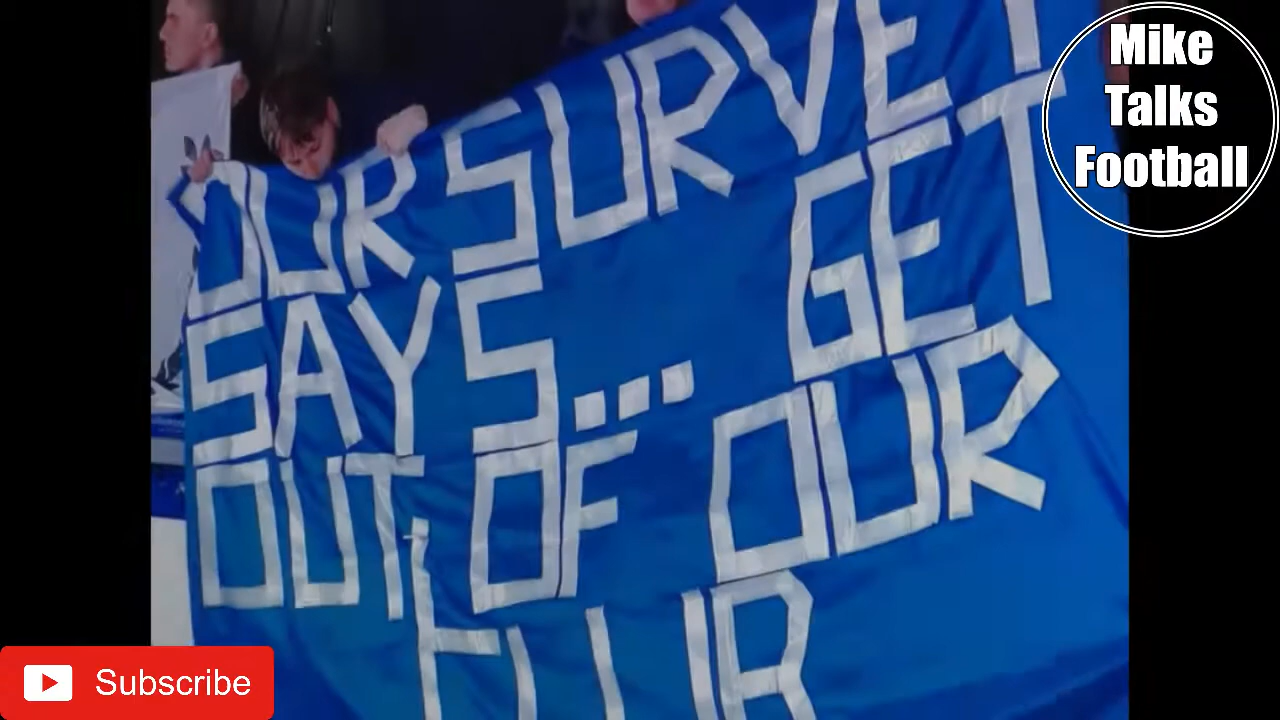 Mike
Talks
Football
OUR SURVEY
SAYS... GET
OUT OF OUR
Subscribe